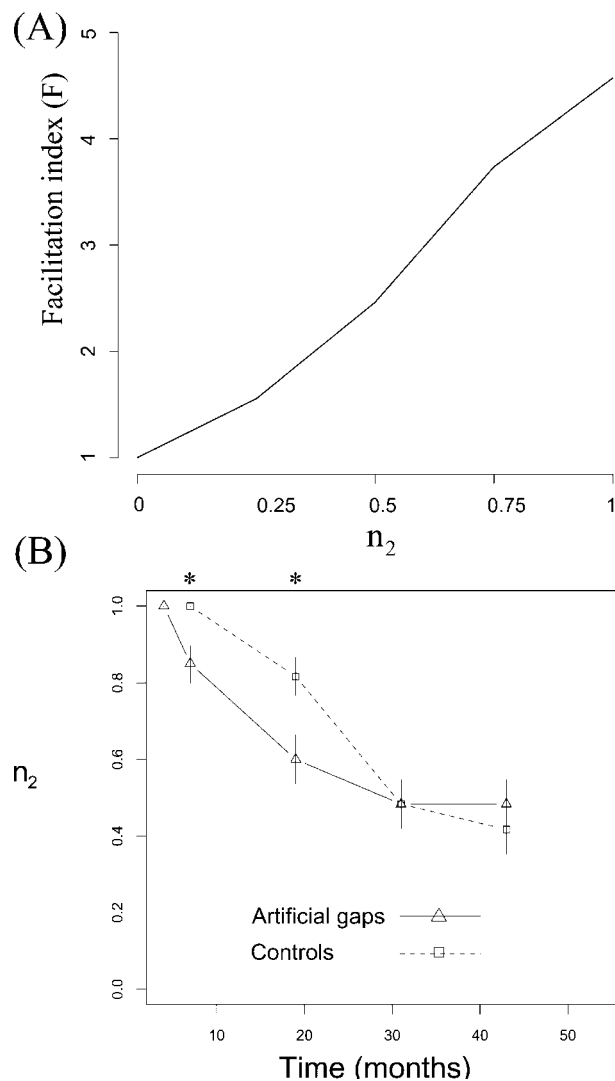 (A)
Facilitation index (F)
5
4
3
2
1
0 0.25 0.5 0.75 1
n2
(B)
* *
n2
1.0
0.8
0.6
0.4
0.2
0.0
Artificial gaps
Controls
10 20 30 40 50
Time (months)